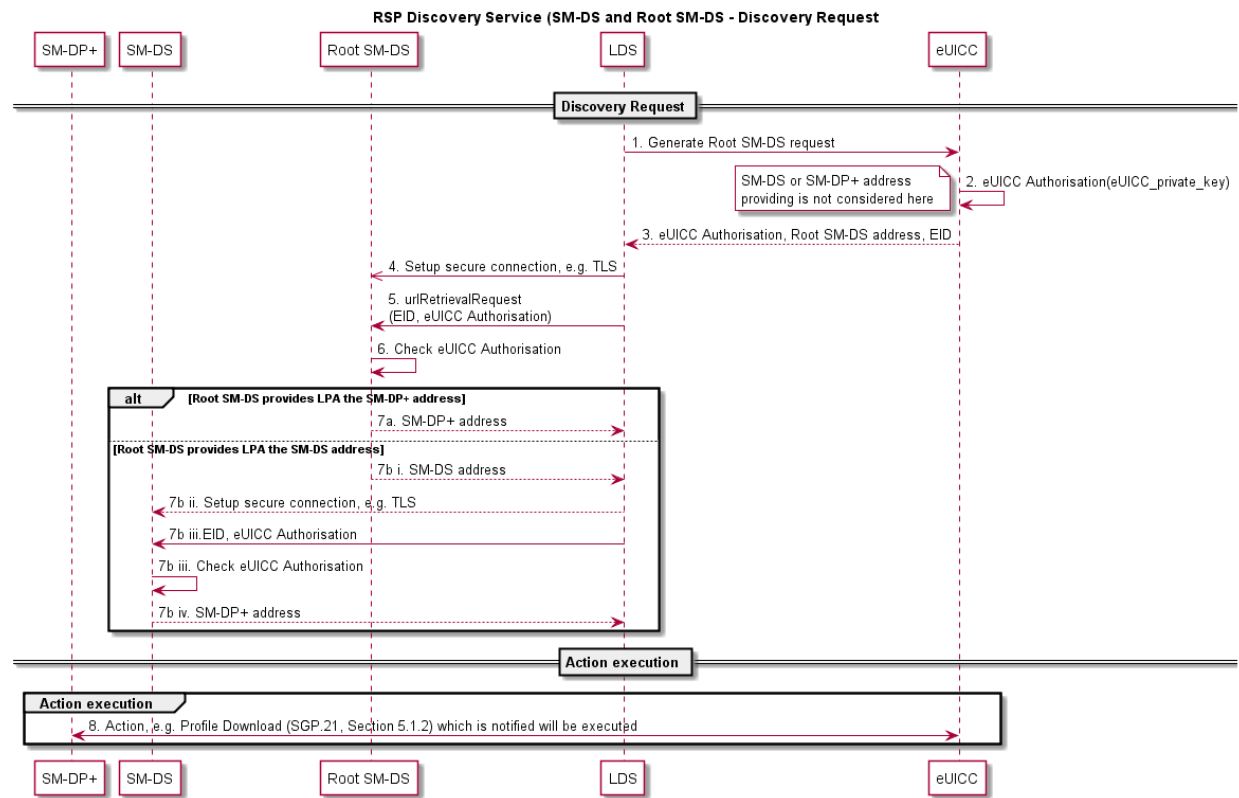 RSP Discovery Service (SM-DS and Root SM-DS - Discovery Request
SM-DP+
SM-DS
Root SM-DS
LDS
eUICC
Discovery Request
1. Generate Root SM-DS request
SM-DS or SM-DP+ address
providing is not considered here
2. eUICC Authorisation(eUICC_private_key)
3. eUICC Authorisation, Root SM-DS address, EID
4. Setup secure connection, e.g. TLS
5. urlRetrievalRequest
(EID, eUICC Authorisation)
6. Check eUICC Authorisation
alt
[Root SM-DS provides LPA the SM-DP+ address]
7a. SM-DP+ address
[Root SM-DS provides LPA the SM-DS address]
7b i. SM-DS address
7b ii. Setup secure connection, e.g. TLS
7b iii.EID, eUICC Authorisation
7b iii. Check eUICC Authorisation
7b iv. SM-DP+ address
Action execution
Action execution
8. Action, e.g. Profile Download (SGP.21, Section 5.1.2) which is notified will be executed
SM-DP+
SM-DS
Root SM-DS
LDS
eUICC